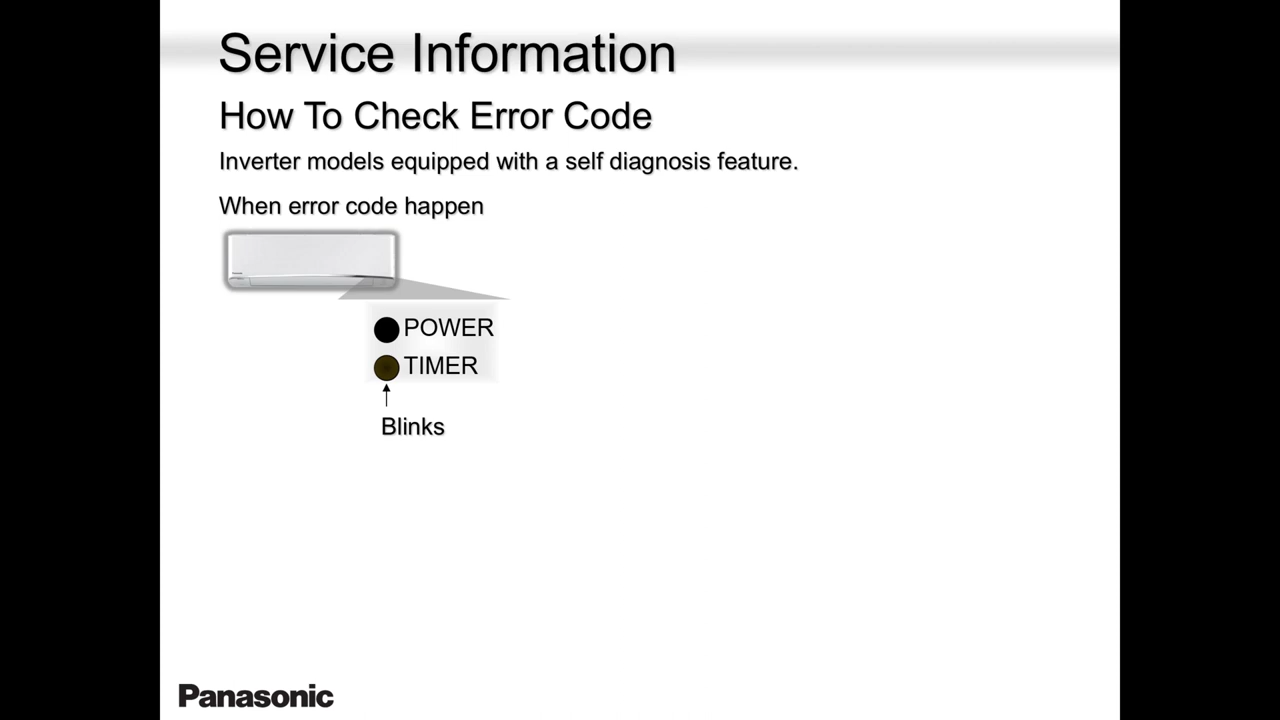 Service Information
How To Check Error Code
Inverter models equipped with a self diagnosis feature.
When error code happen
POWER
TIMER
Blinks
Panasonic